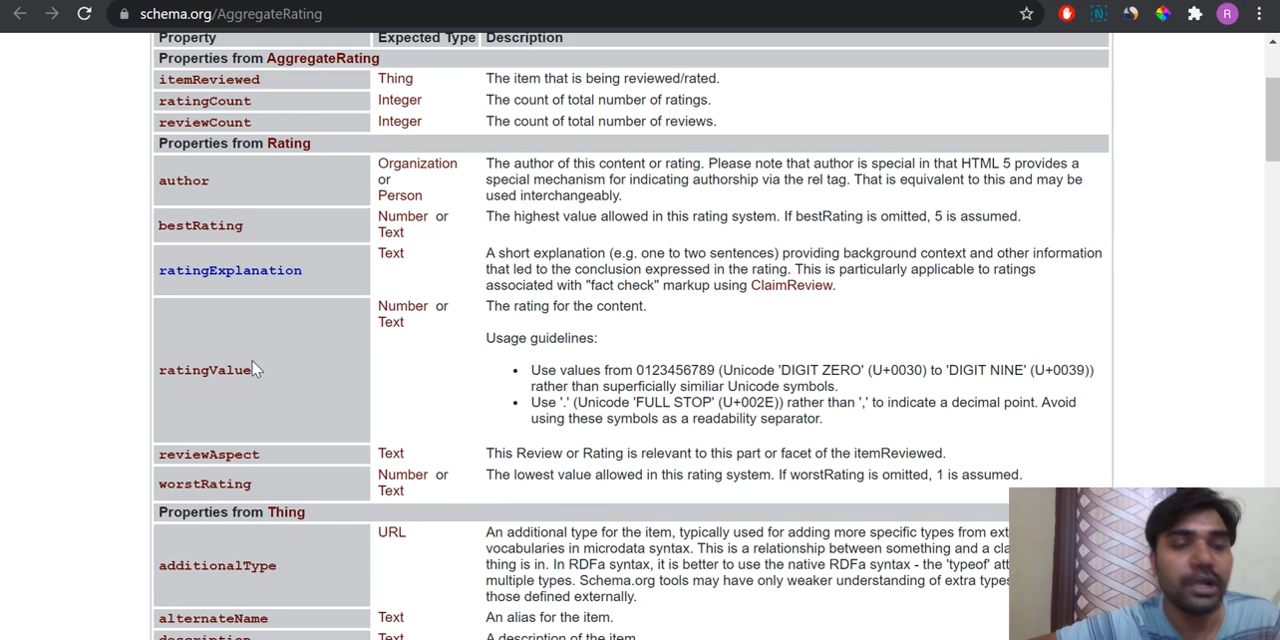 schema.org/AggregateRating
R
Property Expected Type Description
Properties from AggregateRating
itemReviewed Thing The item that is being reviewed/rated.
ratingCount Integer The count of total number of ratings.
reviewCount Integer The count of total number of reviews.
Properties from Rating
author Organization or Person The author of this content or rating. Please note that author is special in that HTML 5 provides a
special mechanism for indicating authorship via the rel tag. That is equivalent to this and may be
used interchangeably.
bestRating Number or Text The highest value allowed in this rating system. If bestRating is omitted, 5 is assumed.
ratingExplanation Text A short explanation (e.g. one to two sentences) providing background context and other information
that led to the conclusion expressed in the rating. This is particularly applicable to ratings
associated with "fact check" markup using ClaimReview.
ratingValue Number or Text The rating for the content.
Usage guidelines:
• Use values from 0123456789 (Unicode 'DIGIT ZERO' (U+0030) to 'DIGIT NINE' (U+0039))
rather than superficially similiar Unicode symbols.
• Use '.' (Unicode 'FULL STOP' (U+002E)) rather than ',' to indicate a decimal point. Avoid
using these symbols as a readability separator.
reviewAspect Text This Review or Rating is relevant to this part or facet of the itemReviewed.
worstRating Number or Text The lowest value allowed in this rating system. If worstRating is omitted, 1 is assumed.
Properties from Thing
additionalType URL An additional type for the item, typically used for adding more specific types from ext
vocabularies in microdata syntax. This is a relationship between something and a cla
thing is in. In RDFa syntax, it is better to use the native RDFa syntax - the 'typeof' att
multiple types. Schema.org tools may have only weaker understanding of extra types
those defined externally.
alternateName Text An alias for the item.
description Text A description of the item.